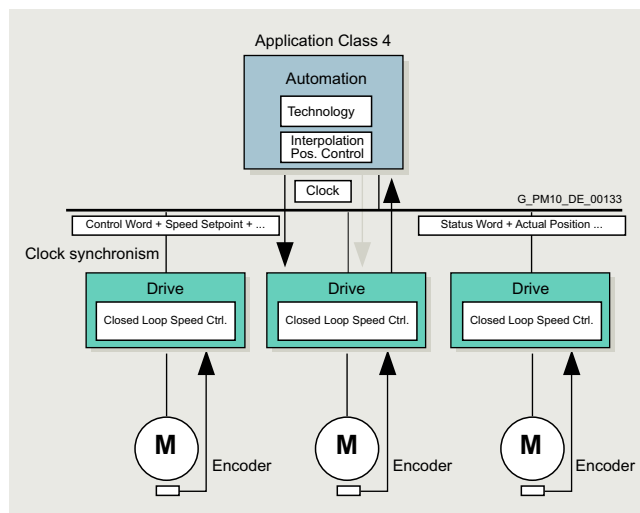 Application Class 4
Automation
Technology
Interpolation
Pos. Control
Clock
G_PM10_DE_00133
Control Word + Speed Setpoint + ...
Status Word + Actual Position ...
Clock synchronism
Drive
Drive
Drive
Closed Loop Speed Ctrl.
Closed Loop Speed Ctrl.
Closed Loop Speed Ctrl.
M
M
M
Encoder
Encoder
Encoder